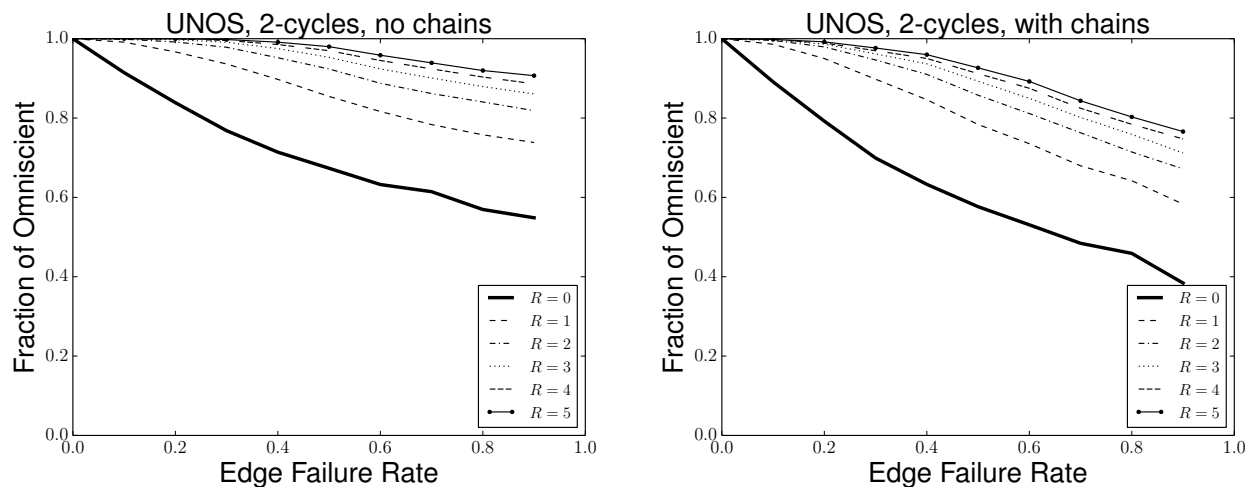 UNOS, 2-cycles, no chains
1.0
0.8
0.6
0.4
0.2
0.0
Fraction of Omniscient
R = 0
R = 1
R = 2
R = 3
R = 4
R = 5
0.0 0.2 0.4 0.6 0.8 1.0
Edge Failure Rate
UNOS, 2-cycles, with chains
1.0
0.8
0.6
0.4
0.2
0.0
Fraction of Omniscient
R = 0
R = 1
R = 2
R = 3
R = 4
R = 5
0.0 0.2 0.4 0.6 0.8 1.0
Edge Failure Rate